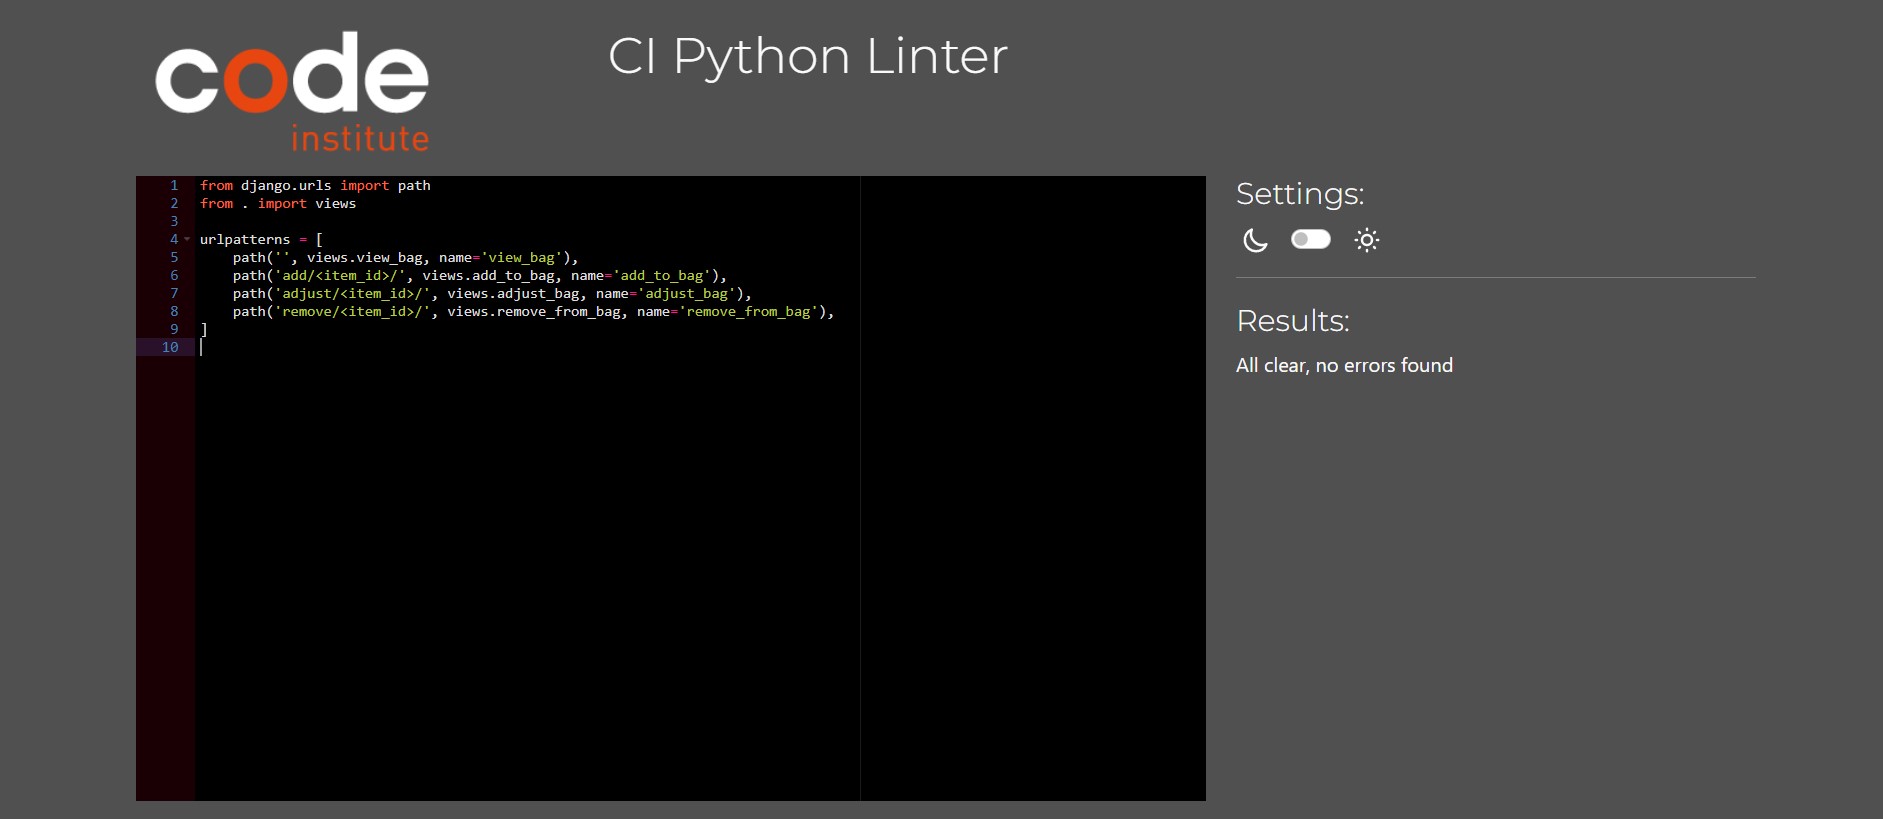 code
institute
CI Python Linter
1 from django.urls import path
2 from . import views
3
4 urlpatterns = [
5     path('', views.view_bag, name='view_bag'),
6     path('add/<item_id>/', views.add_to_bag, name='add_to_bag'),
7     path('adjust/<item_id>/', views.adjust_bag, name='adjust_bag'),
8     path('remove/<item_id>/', views.remove_from_bag, name='remove_from_bag'),
9 ]
10
Settings:
Results:
All clear, no errors found